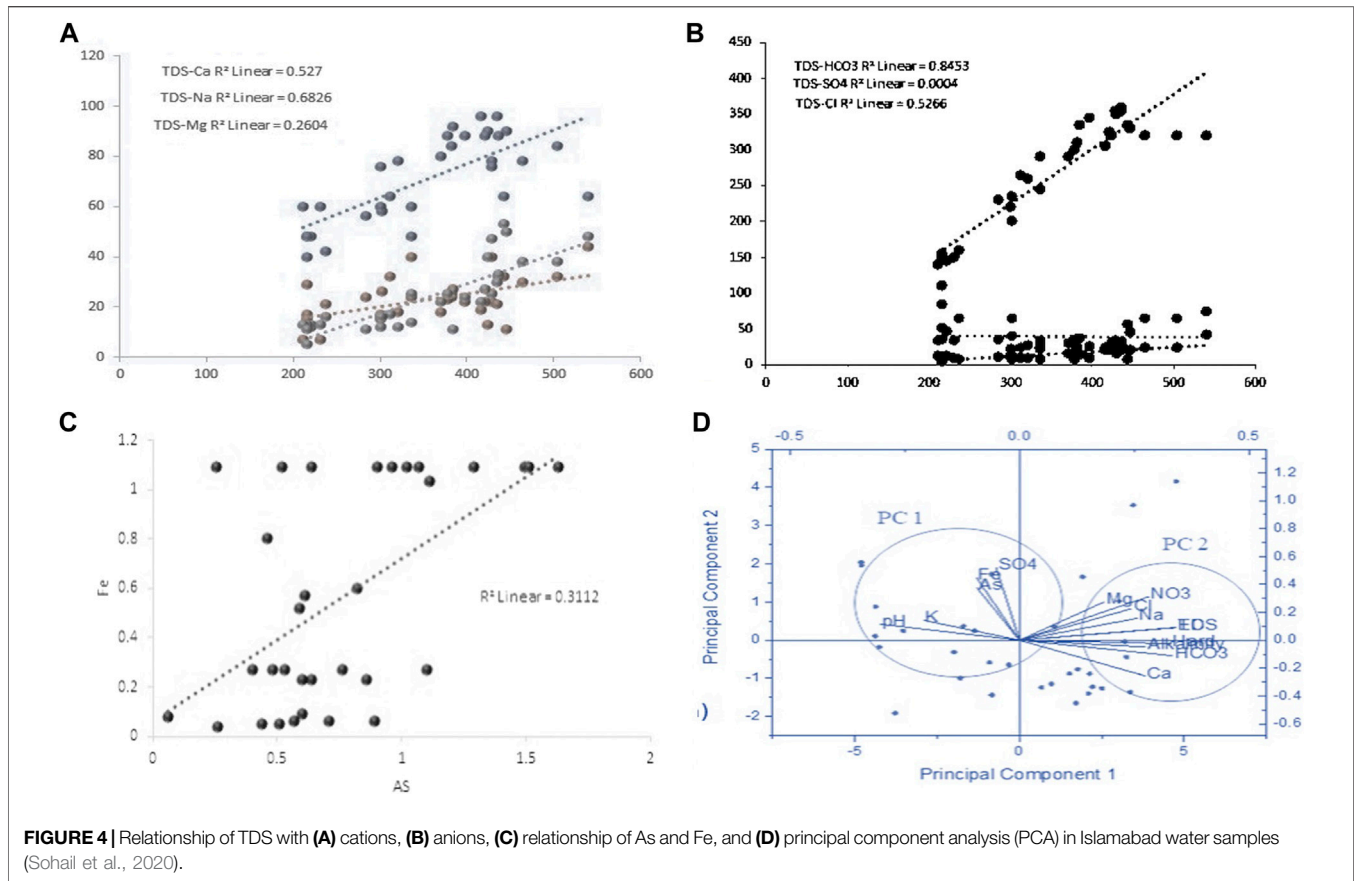 A
120
100
80
60
40
20
0
0 100 200 300 400 500 600
TDS-Ca R² Linear = 0.527
TDS-Na R² Linear = 0.6826
TDS-Mg R² Linear = 0.2604
B
450
400
350
300
250
200
150
100
50
0
0 100 200 300 400 500 600
TDS-HCO3 R² Linear = 0.8453
TDS-SO4 R² Linear = 0.0004
TDS-Cl R² Linear = 0.5266
C
1.2
1
0.8
0.6
0.4
0.2
0
Fe
R² Linear = 0.3112
0 0.5 1 1.5 2
AS
D
-0.5 0.0 0.5
5
4
3
2
1
0
-1
-2
Principal Component 2
1.2
1.0
0.8
0.6
0.4
0.2
0.0
-0.2
-0.4
-0.6
PC 1
PC 2
SO4
Fe
As
K
pH
Mg
NO3
Cl
Na
TDS
HCO3
Ca
-5 0 5
Principal Component 1
FIGURE 4 | Relationship of TDS with (A) cations, (B) anions, (C) relationship of As and Fe, and (D) principal component analysis (PCA) in Islamabad water samples
(Sohail et al., 2020).